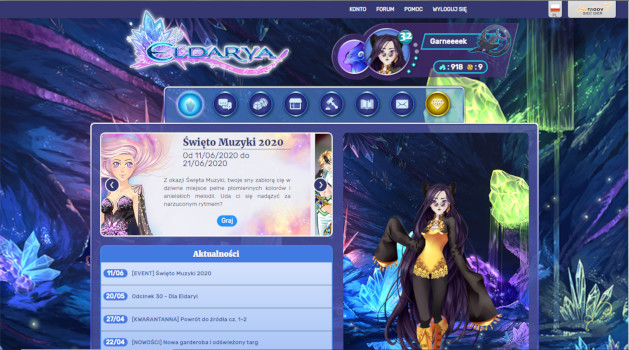 KONTO FORUM POMOC WYLOGUJ SIĘ
ELDARYA
32
Garneeeek
: 918 : 9
Święto Muzyki 2020
Od 11/06/2020 do
21/06/2020
Z okazji Święta Muzyki, twoje sny zabiorą cię w
dziwne miejsce pełne płomiennych kolorów i
anielskich melodii. Uda ci się nadążyć za
narzuconym rytmem?
Graj
Aktualności
11/06 [EVENT] Święto Muzyki 2020
20/05 Odcinek 30 - Dla Eldaryi
27/04 [KWARANTANNA] Powrót do źródła cz. 1-2
22/04 [NOWOŚCI] Nowa garderoba i odświeżony targ